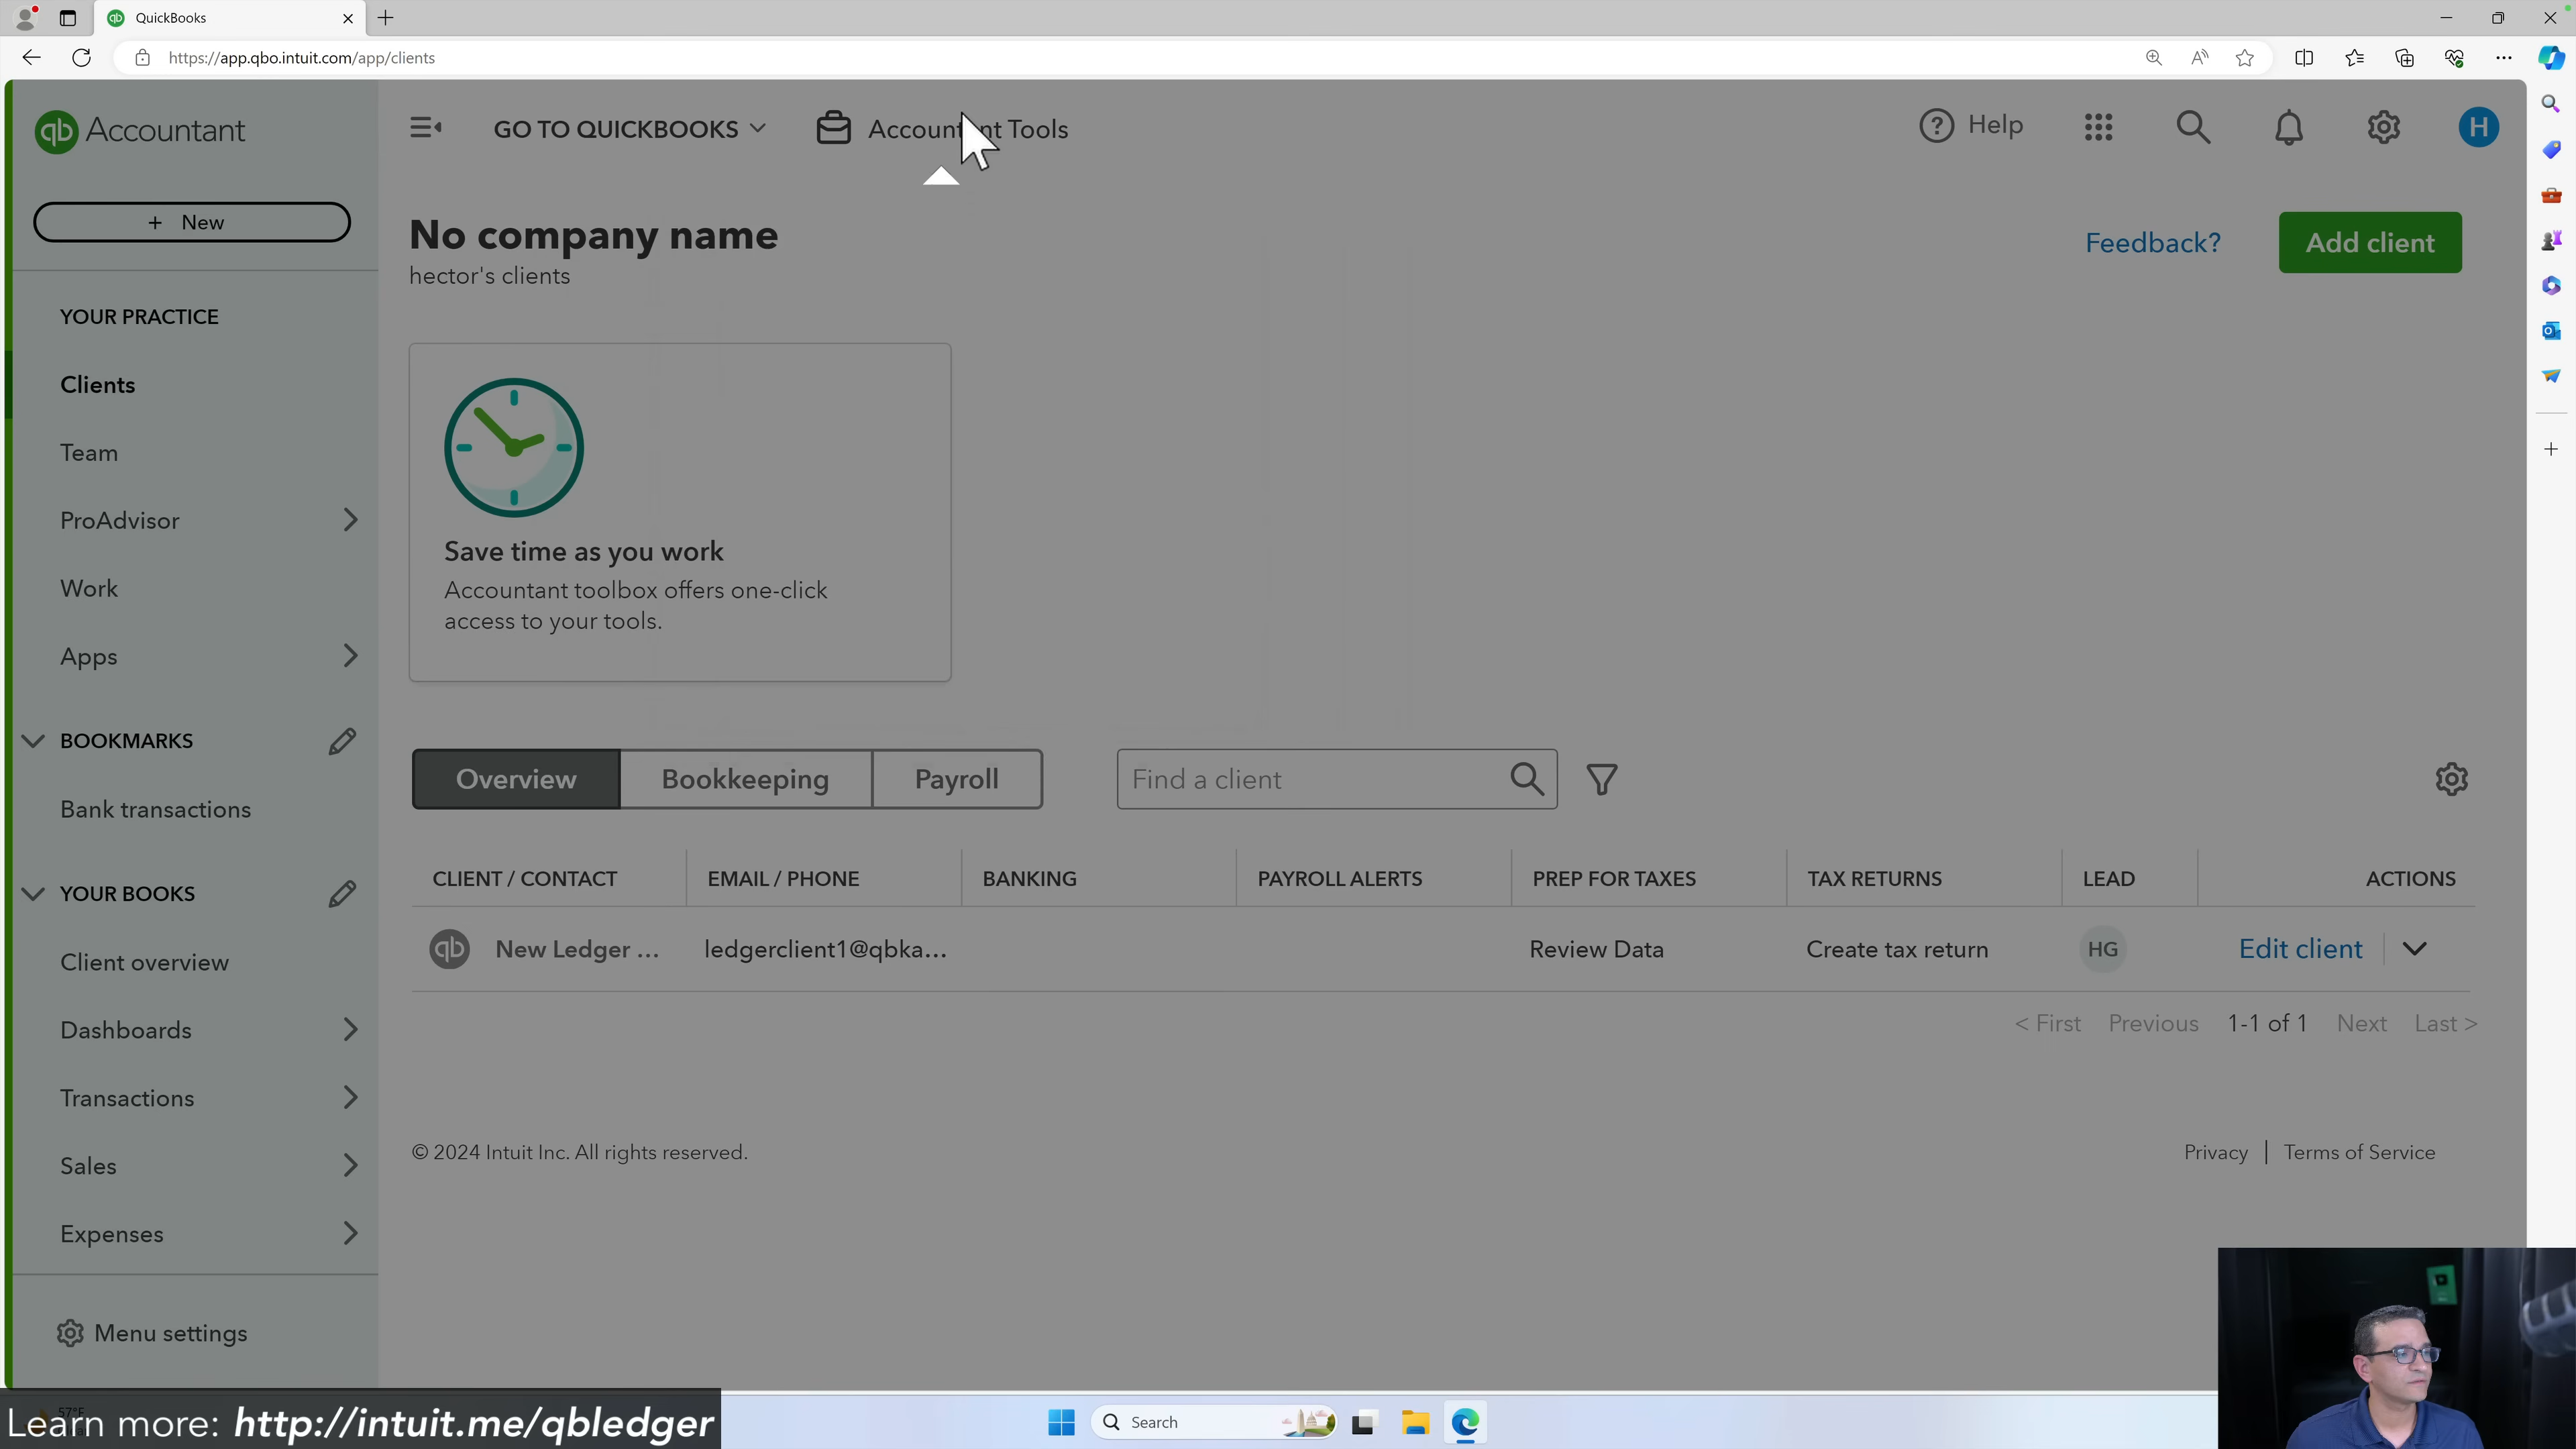 QuickBooks
https://app.qbo.intuit.com/app/clients
qb Accountant
GO TO QUICKBOOKS
Accountant Tools
Help
H
+ New
No company name
hector's clients
Feedback?
Add client
YOUR PRACTICE
Clients
Team
ProAdvisor
Work
Apps
BOOKMARKS
Bank transactions
YOUR BOOKS
Client overview
Dashboards
Transactions
Sales
Expenses
Menu settings
Save time as you work
Accountant toolbox offers one-click
access to your tools.
Overview
Bookkeeping
Payroll
Find a client
CLIENT / CONTACT EMAIL / PHONE BANKING PAYROLL ALERTS PREP FOR TAXES TAX RETURNS LEAD ACTIONS
qb New Ledger ... ledgerclient1@qbka... Review Data Create tax return HG Edit client
< First Previous 1-1 of 1 Next Last >
© 2024 Intuit Inc. All rights reserved.
Privacy | Terms of Service
57°F
Learn more: http://intuit.me/qbledger
Search